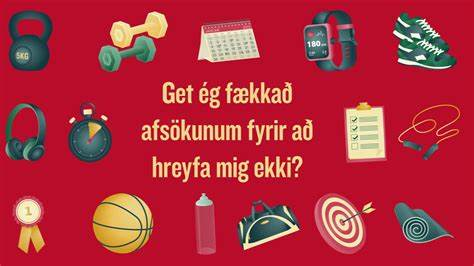 5KG
180
Get ég fækkað
afsökunum fyrir að
hreyfa mig ekki?
1